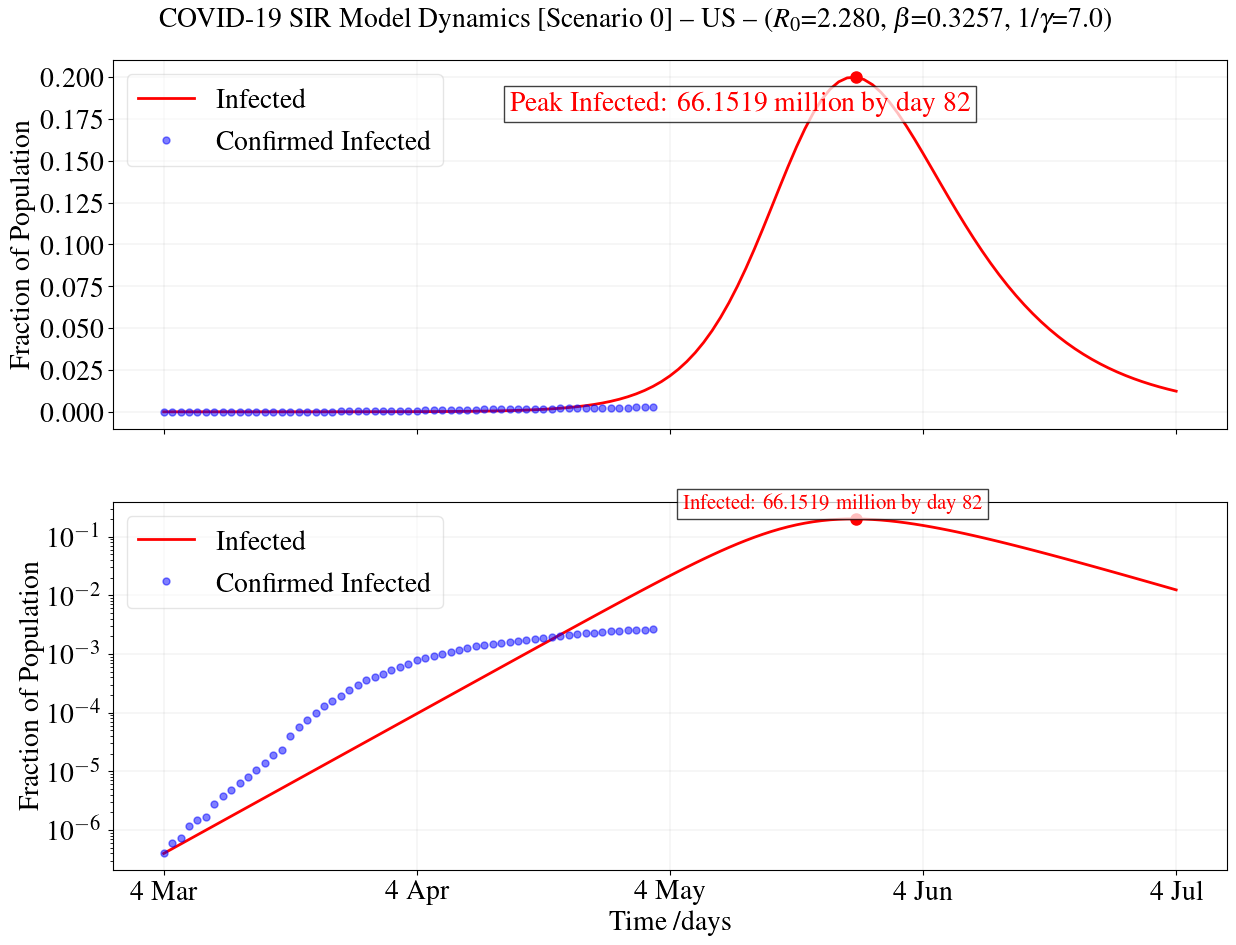 COVID-19 SIR Model Dynamics [Scenario 0] – US – (R₀=2.280, β=0.3257, 1/γ=7.0)
Fraction of Population
0.200
0.175
0.150
0.125
0.100
0.075
0.050
0.025
0.000
Infected
Confirmed Infected
Peak Infected: 66.1519 million by day 82
Fraction of Population
10⁻¹
10⁻²
10⁻³
10⁻⁴
10⁻⁵
10⁻⁶
Infected
Confirmed Infected
Infected: 66.1519 million by day 82
4 Mar
4 Apr
4 May
4 Jun
4 Jul
Time /days